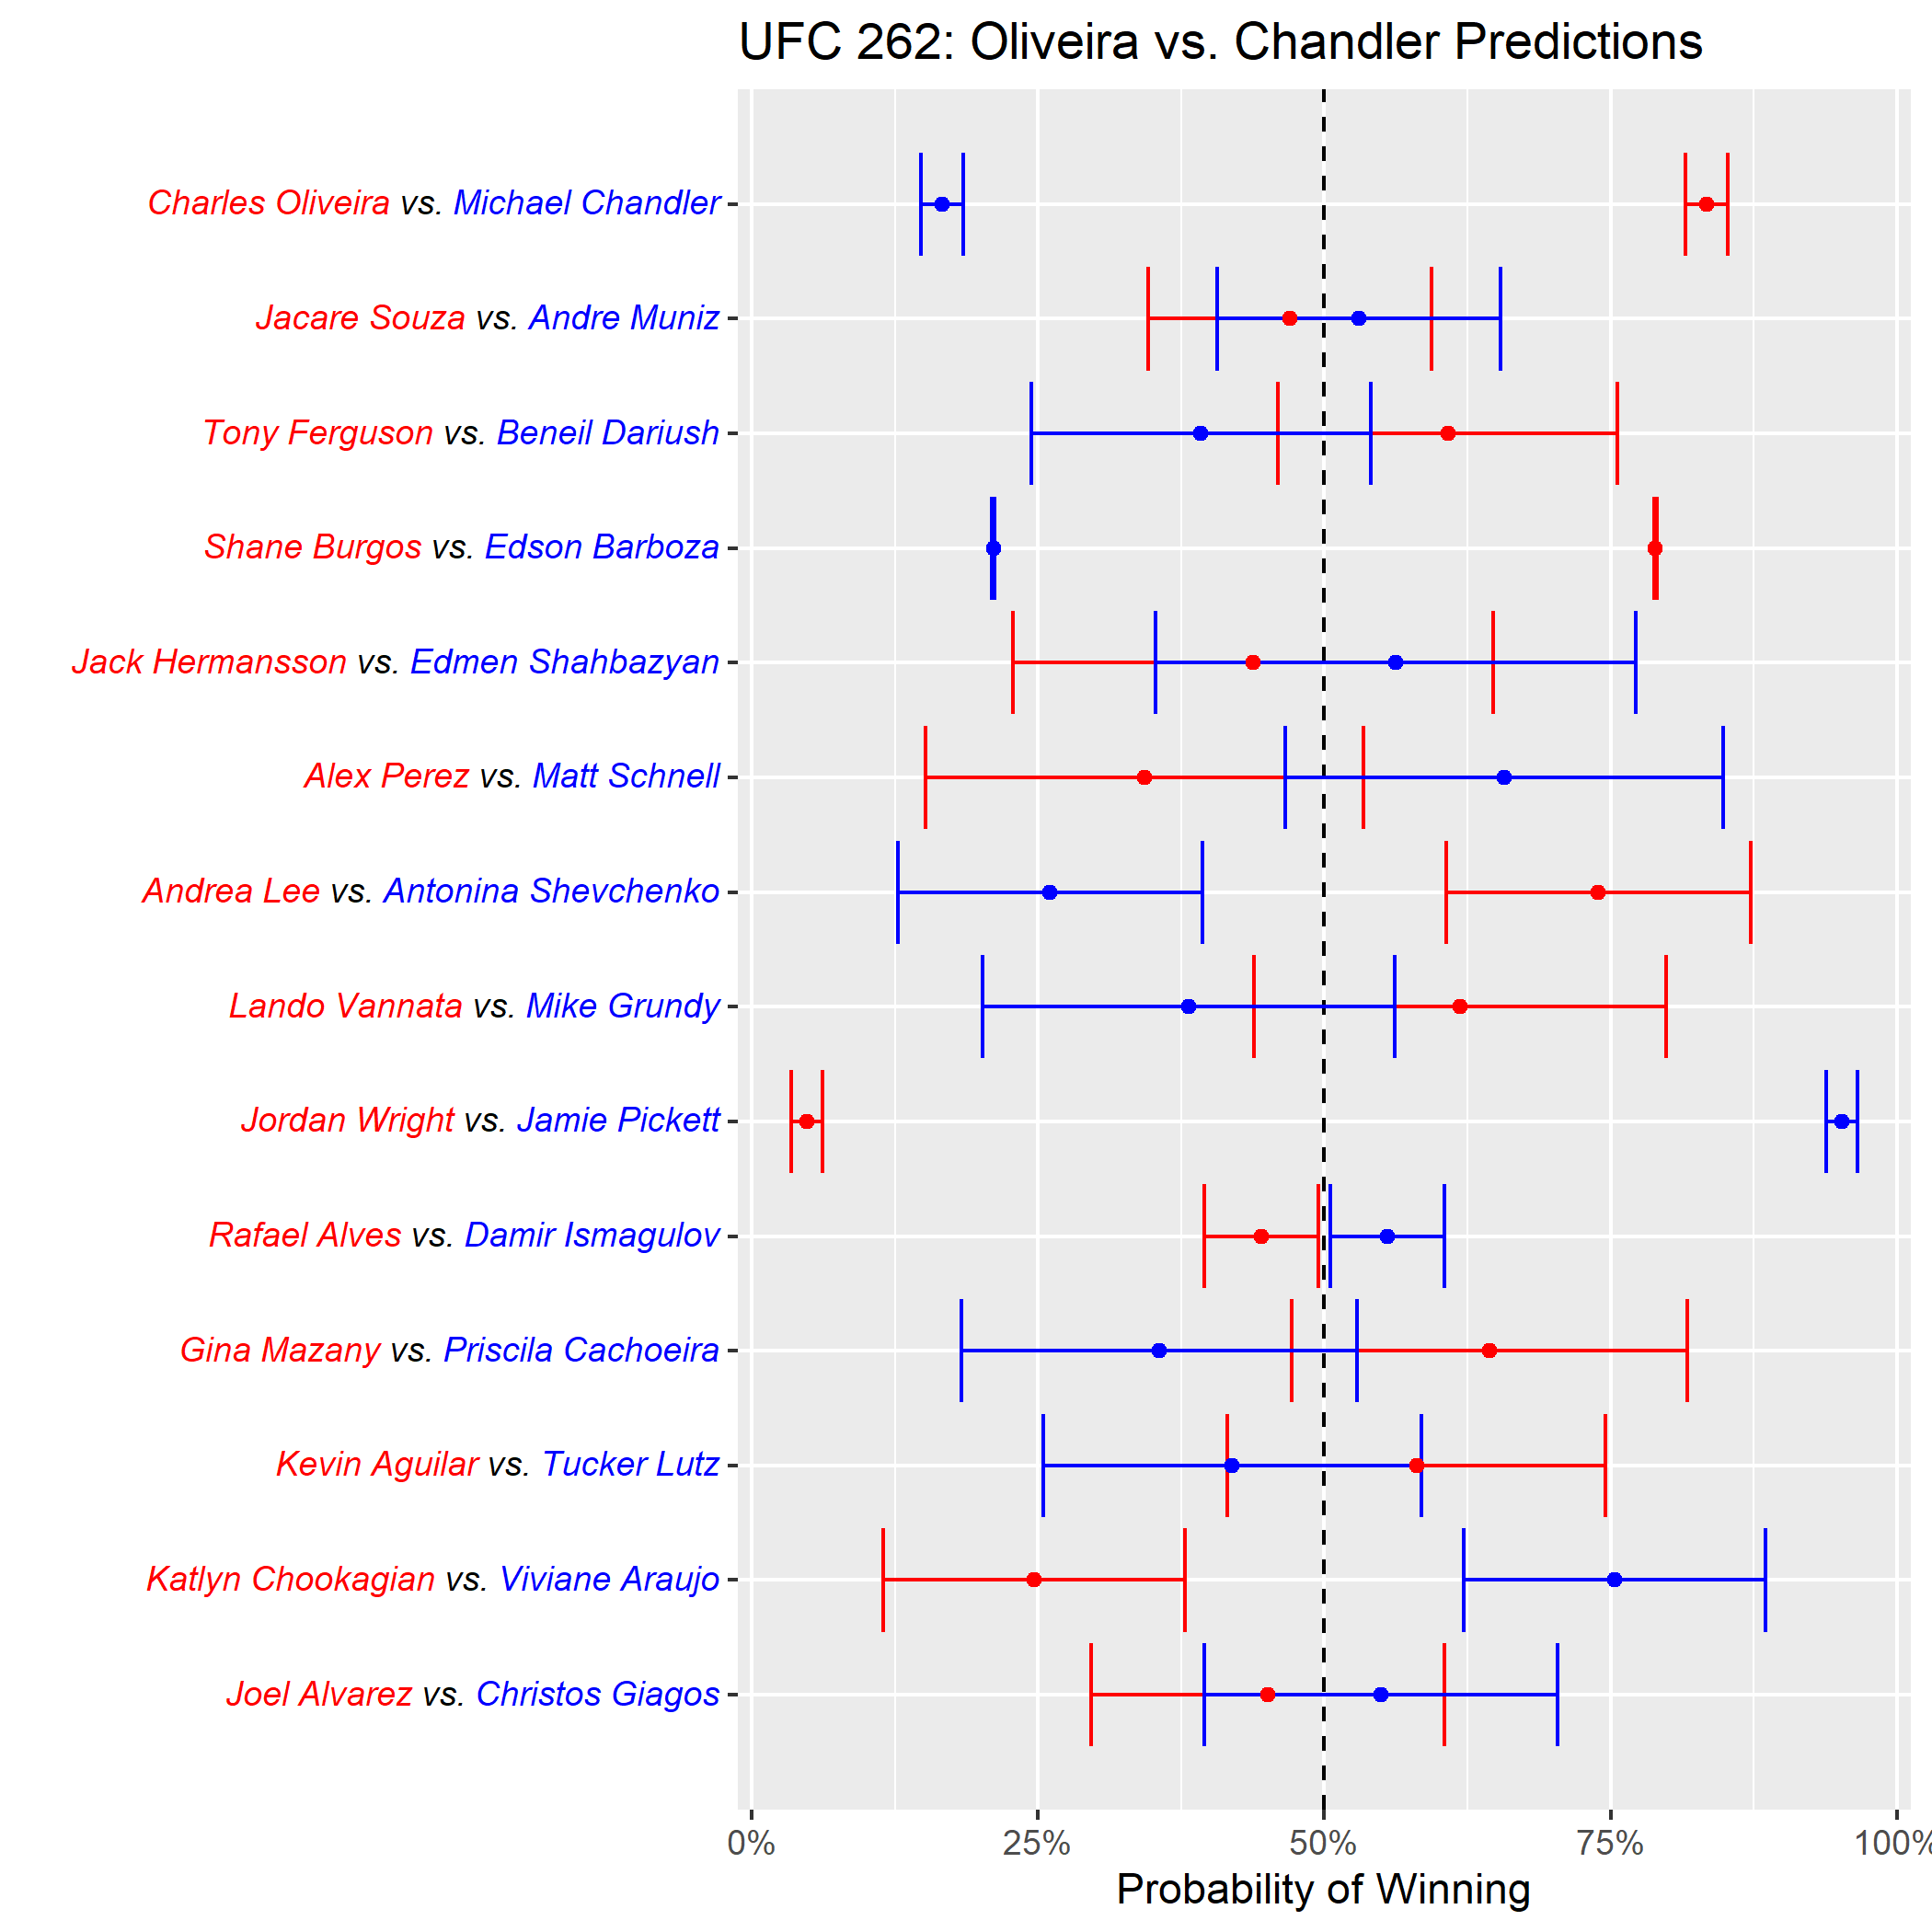 UFC 262: Oliveira vs. Chandler Predictions
Charles Oliveira vs. Michael Chandler
Jacare Souza vs. Andre Muniz
Tony Ferguson vs. Beneil Dariush
Shane Burgos vs. Edson Barboza
Jack Hermansson vs. Edmen Shahbazyan
Alex Perez vs. Matt Schnell
Andrea Lee vs. Antonina Shevchenko
Lando Vannata vs. Mike Grundy
Jordan Wright vs. Jamie Pickett
Rafael Alves vs. Damir Ismagulov
Gina Mazany vs. Priscila Cachoeira
Kevin Aguilar vs. Tucker Lutz
Katlyn Chookagian vs. Viviane Araujo
Joel Alvarez vs. Christos Giagos
0% 25% 50% 75% 100%
Probability of Winning